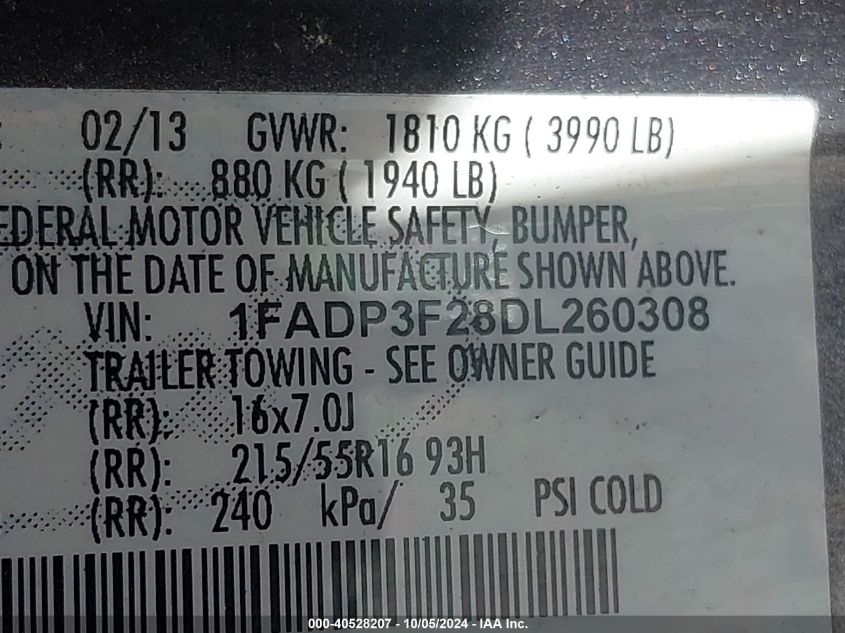 02/13 GVWR: 1810 KG ( 3990 LB)
(RR): 880 KG ( 1940 LB)
EDERAL MOTOR VEHICLE SAFETY, BUMPER,
ON THE DATE OF MANUFACTURE SHOWN ABOVE.
VIN: 1FADP3F28DL260308
TRAILER TOWING - SEE OWNER GUIDE
(RR): 16x7.0J
(RR): 215/55R16 93H
(RR): 240 kPa/ 35 PSI COLD
000-40528207 - 10/05/2024 - IAA Inc.